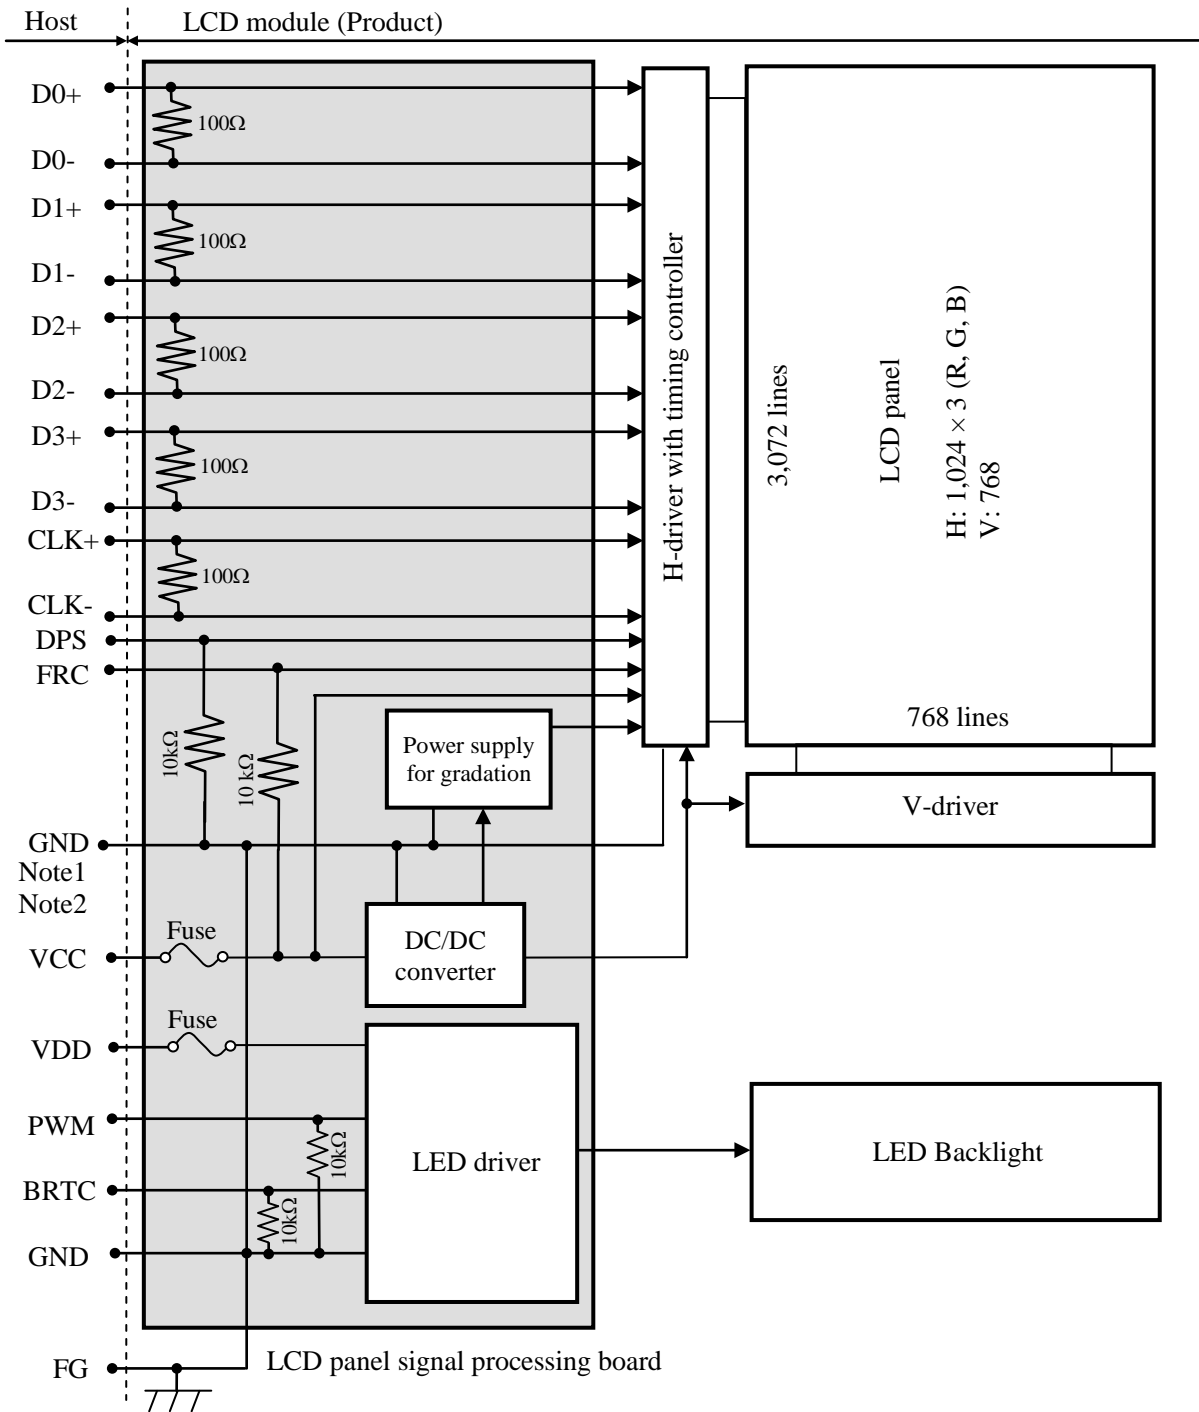 Host
LCD module (Product)
D0+
100Ω
D0-
D1+
100Ω
D1-
D2+
100Ω
D2-
D3+
100Ω
D3-
CLK+
100Ω
CLK-
DPS
FRC
10kΩ
10 kΩ
Power supply
for gradation
H-driver with timing controller
3,072 lines
LCD panel
H: 1,024 × 3 (R, G, B)
V: 768
768 lines
V-driver
GND
Note1
Note2
Fuse
VCC
DC/DC
converter
Fuse
VDD
PWM
10kΩ
LED driver
LED Backlight
BRTC
10kΩ
GND
FG
LCD panel signal processing board